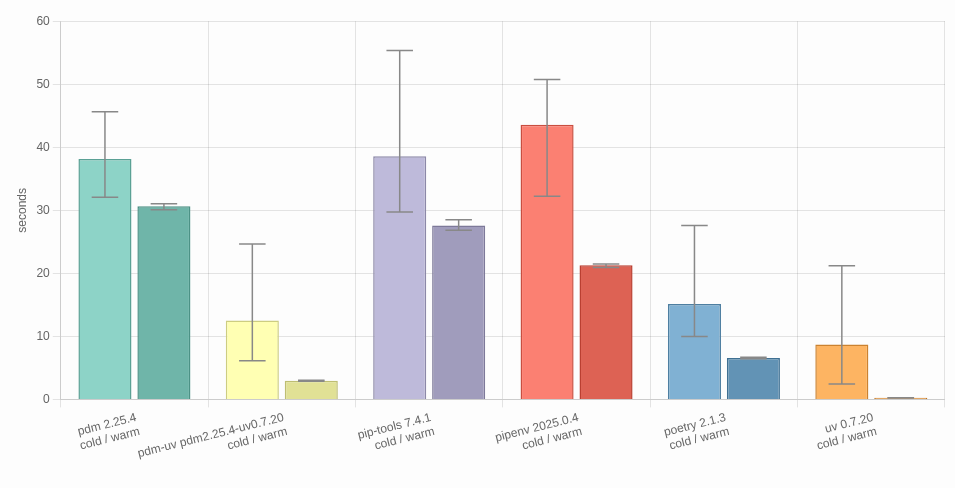 60
50
40
30
20
10
0
seconds
pdm 2.25.4
cold / warm
pdm-uv pdm2.25.4-uv0.7.20
cold / warm
pip-tools 7.4.1
cold / warm
pipenv 2025.0.4
cold / warm
poetry 2.1.3
cold / warm
uv 0.7.20
cold / warm